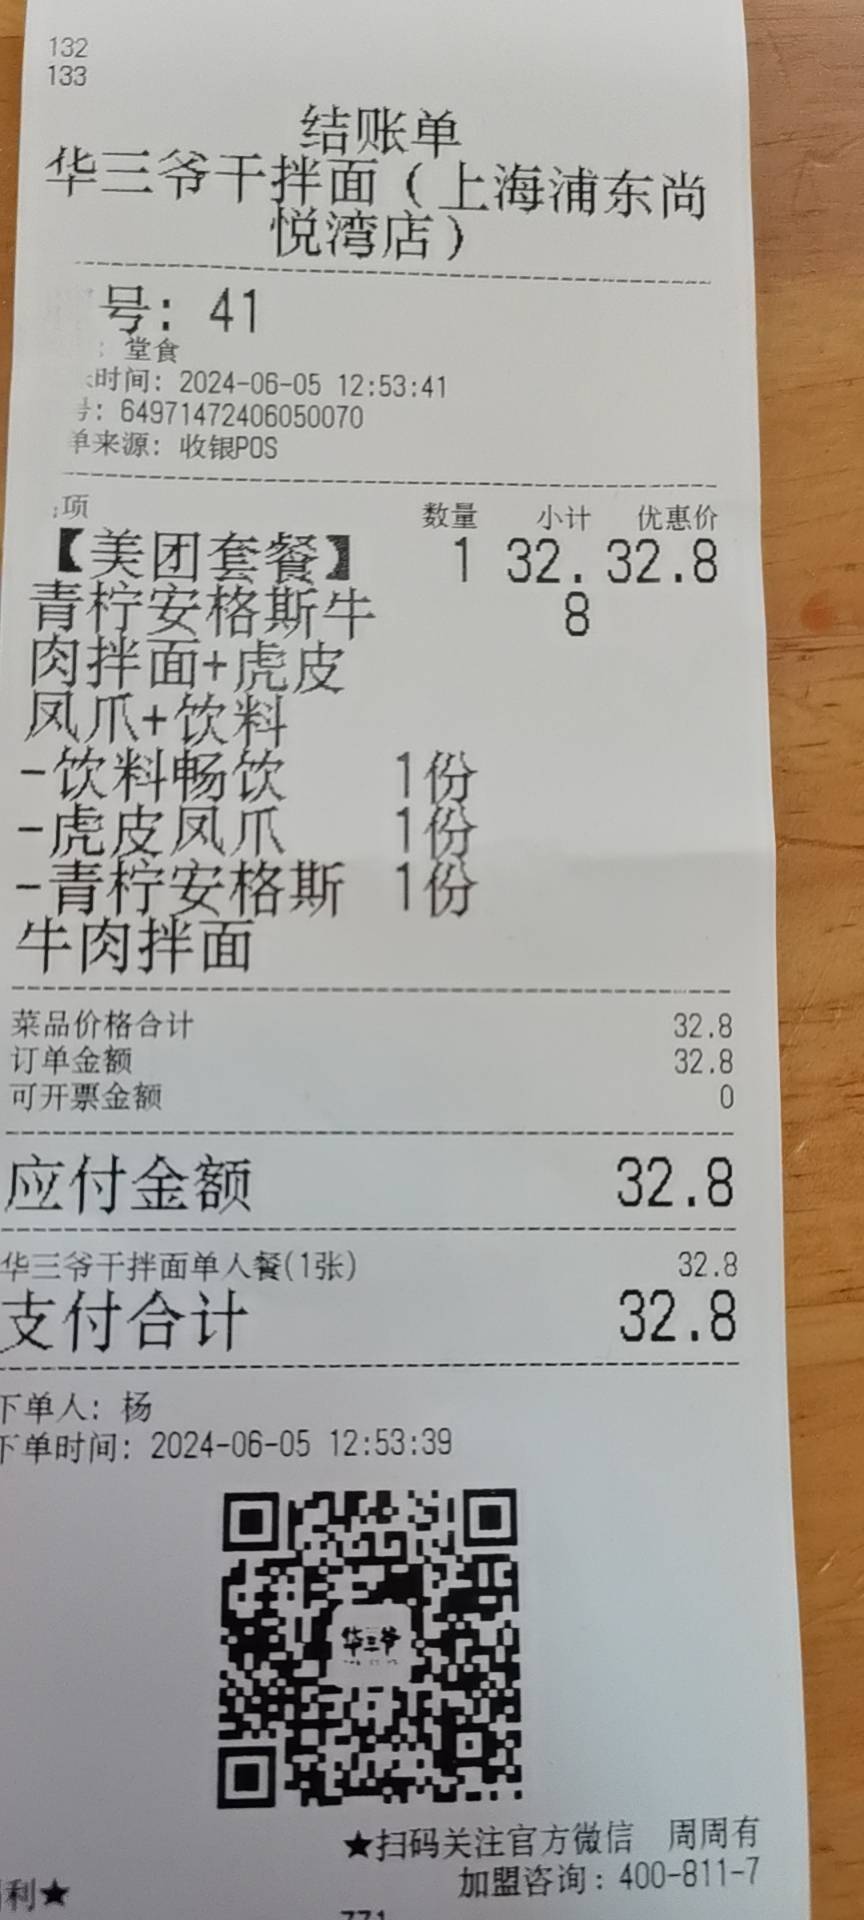 132
133
结账单
华三爷干拌面（上海浦东尚
悦湾店）
号：41
：堂食
时间：2024-06-05 12:53:41
号：64971472406050070
单来源：收银POS
项 数量 小计 优惠价
【美团套餐】 1 32. 32.8
青柠安格斯牛 8
肉拌面+虎皮
凤爪+饮料
-饮料畅饮 1份
-虎皮凤爪 1份
-青柠安格斯 1份
牛肉拌面
菜品价格合计 32.8
订单金额 32.8
可开票金额 0
应付金额 32.8
华三爷干拌面单人餐(1张) 32.8
支付合计 32.8
下单人：杨
下单时间：2024-06-05 12:53:39
华三爷
★扫码关注官方微信 周周有
利★ 加盟咨询：400-811-7
771